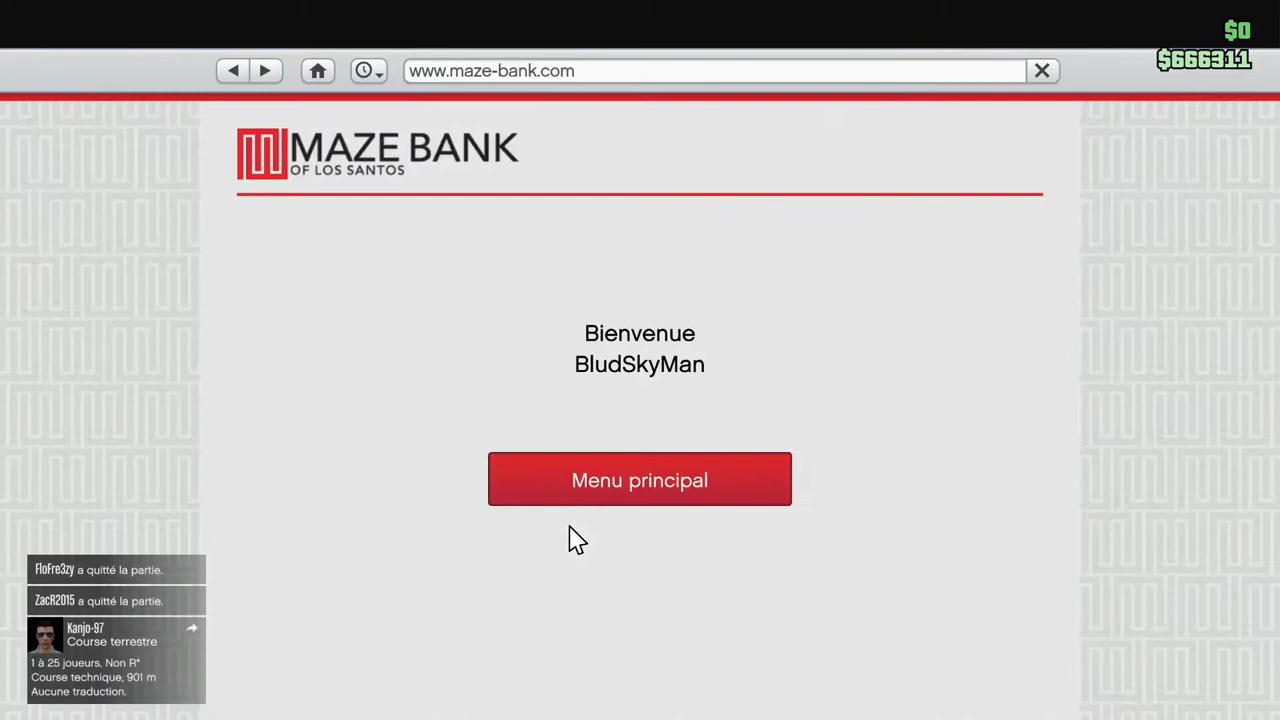 $0
$666311
www.maze-bank.com
MAZE BANK
OF LOS SANTOS
Bienvenue
BludSkyMan
Menu principal
FloFre3zy a quitté la partie.
ZacR2015 a quitté la partie.
Kanjo-97
Course terrestre
1 à 25 joueurs, Non R*
Course technique, 901 m
Aucune traduction.